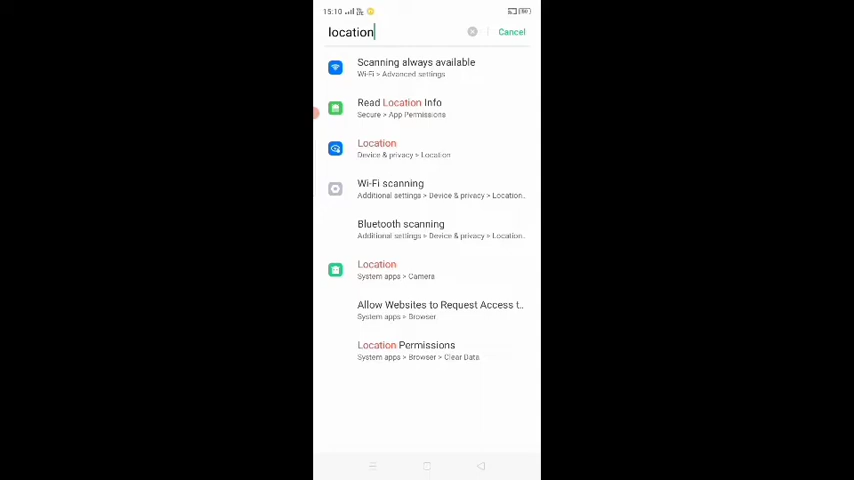 15:10
location
Cancel
Scanning always available
Wi-Fi > Advanced settings
Read Location Info
Secure > App Permissions
Location
Device & privacy > Location
Wi-Fi scanning
Additional settings > Device & privacy > Location..
Bluetooth scanning
Additional settings > Device & privacy > Location..
Location
System apps > Camera
Allow Websites to Request Access t..
System apps > Browser
Location Permissions
System apps > Browser > Clear Data